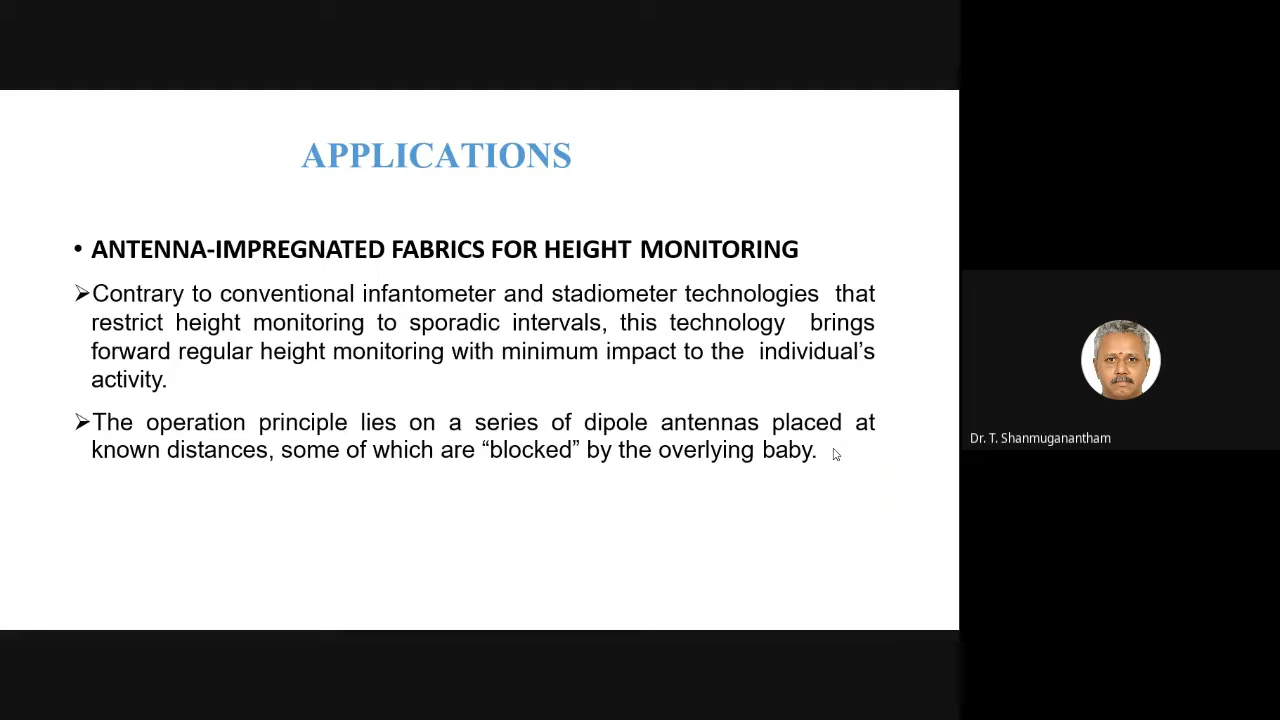 APPLICATIONS
• ANTENNA-IMPREGNATED FABRICS FOR HEIGHT MONITORING
➢Contrary to conventional infantometer and stadiometer technologies that
restrict height monitoring to sporadic intervals, this technology brings
forward regular height monitoring with minimum impact to the individual’s
activity.
➢The operation principle lies on a series of dipole antennas placed at
known distances, some of which are “blocked” by the overlying baby.
Dr. T. Shanmuganantham